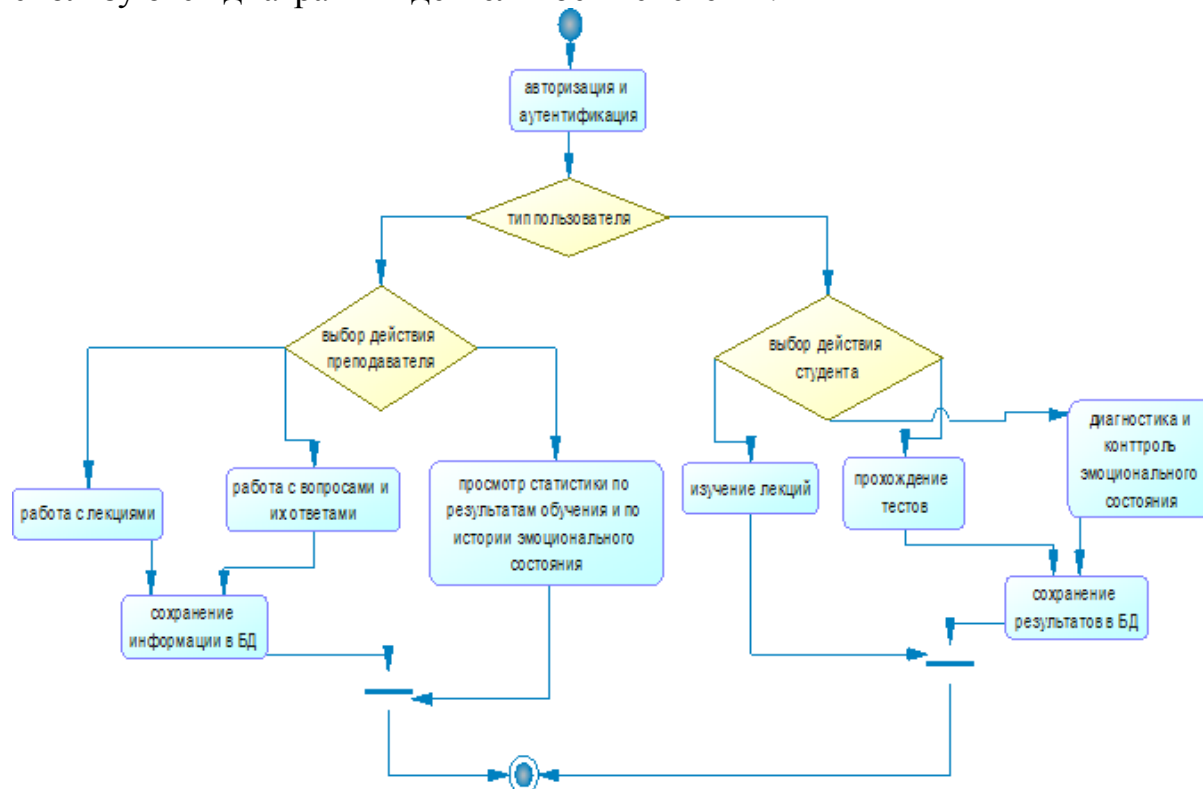 авторизация и
аутентификация
тип пользователя
выбор действия
преподавателя
выбор действия
студента
работа с лекциями
работа с вопросами и
их ответами
просмотр статистики по
результатам обучения и по
истории эмоционального
состояния
изучение лекций
прохождение
тестов
диагностика и
конттроль
эмоционального
состояния
сохранение
информации в БД
сохранение
результатов в БД